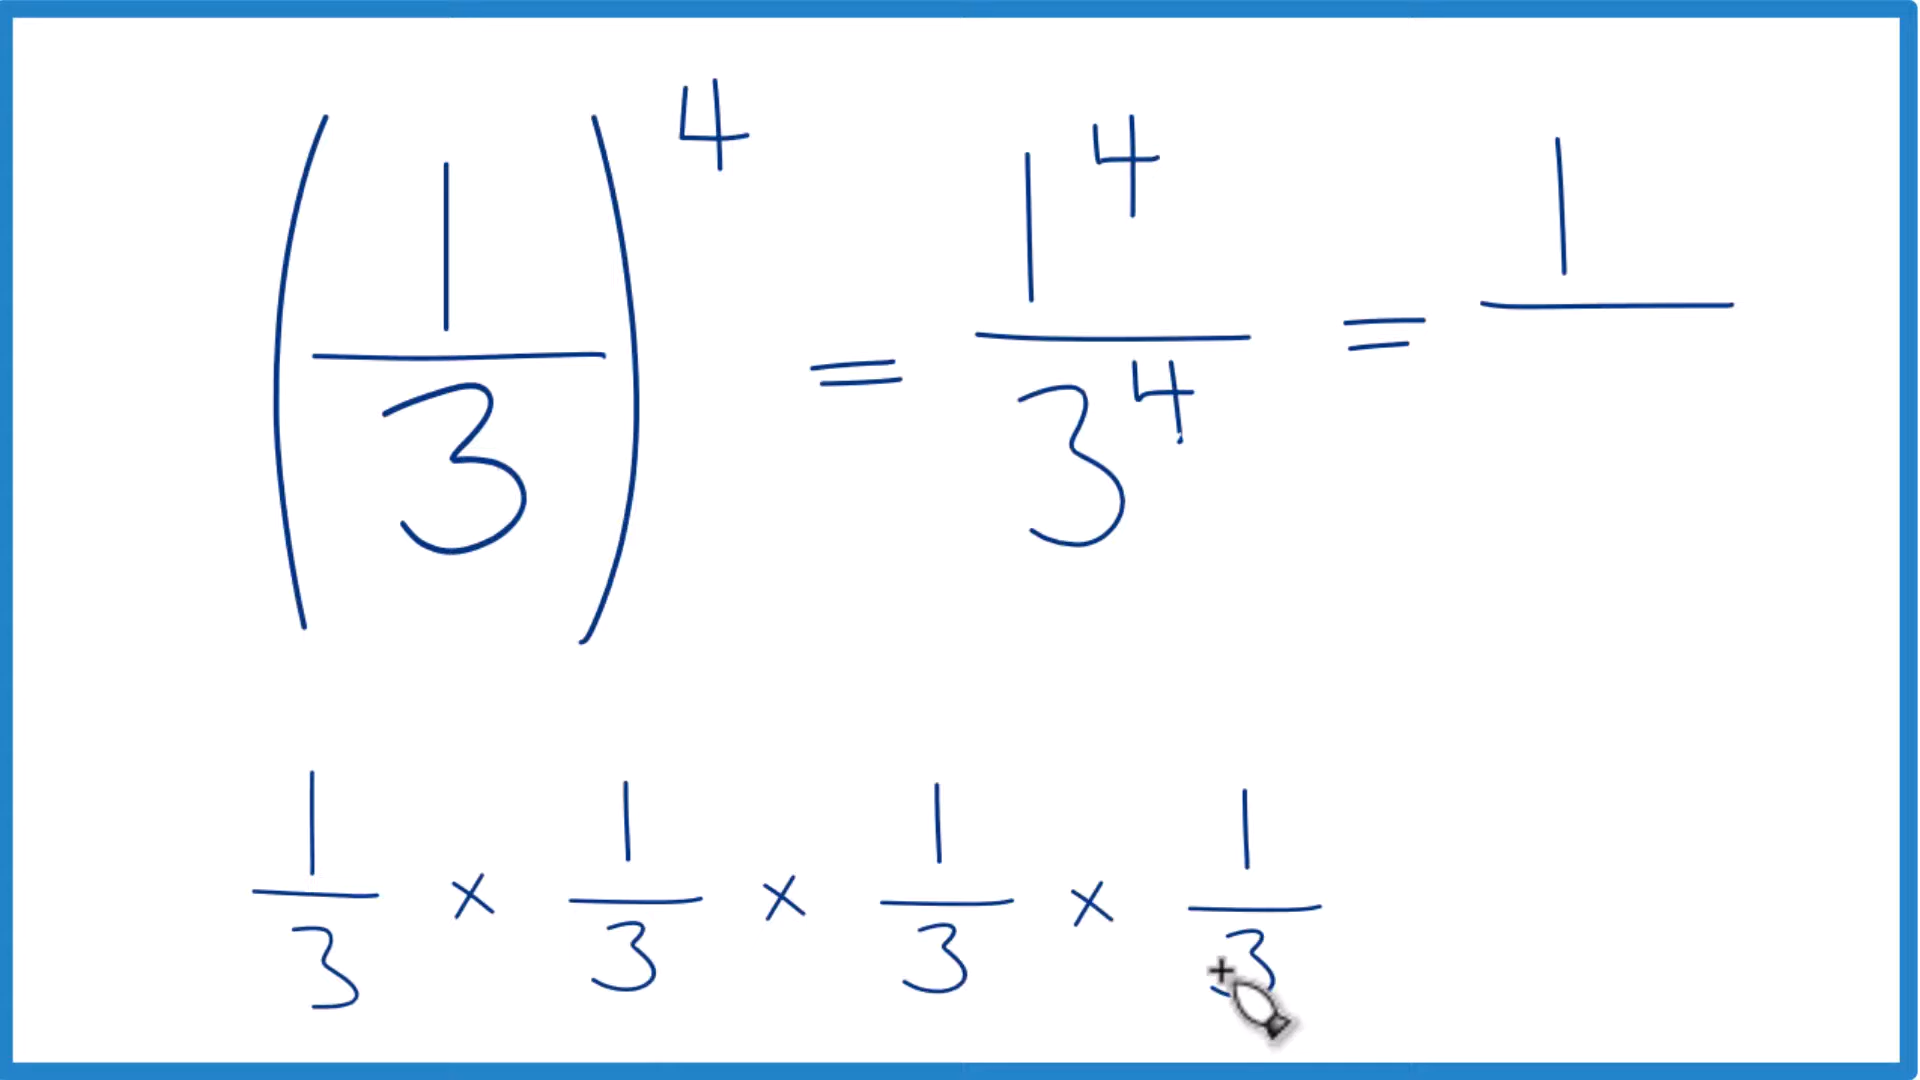 (1/3)^4 = 1^4/3^4 = 1/
1/3 × 1/3 × 1/3 × 1/3